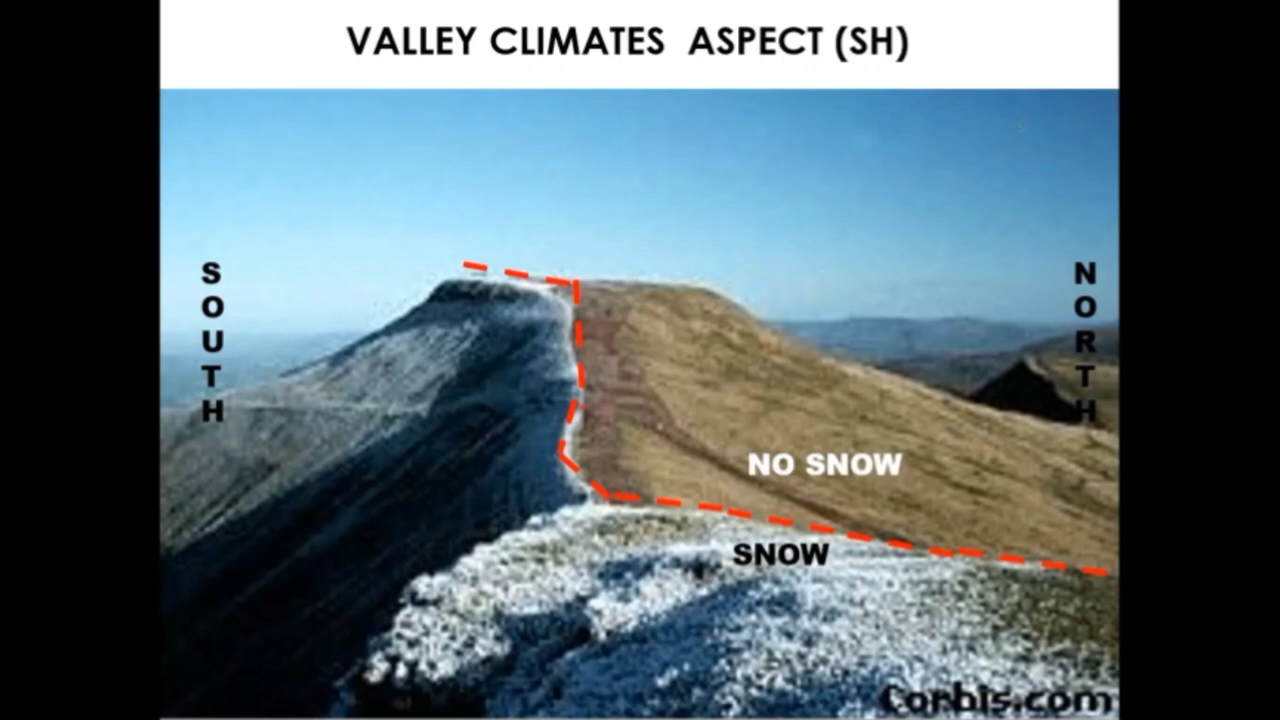 VALLEY CLIMATES ASPECT (SH)
SOUTH
NORTH
NO SNOW
SNOW
Corbis.com